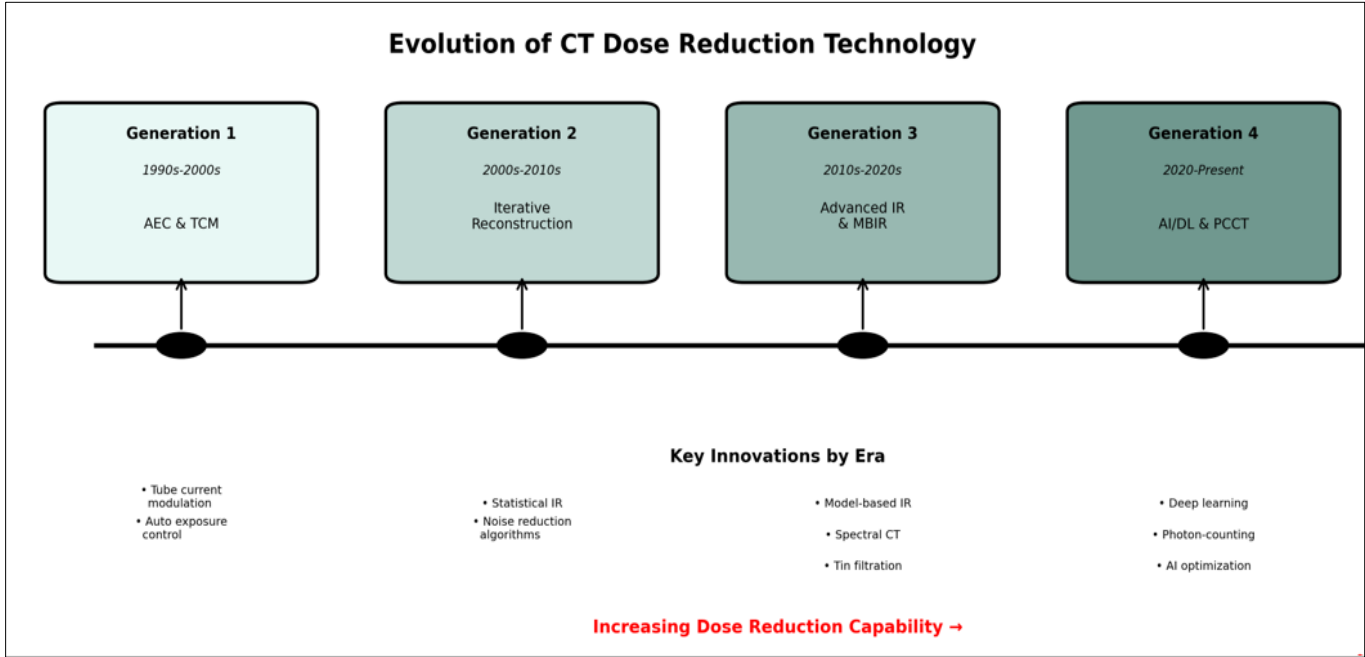 Evolution of CT Dose Reduction Technology
Generation 1
1990s-2000s
AEC & TCM
Generation 2
2000s-2010s
Iterative
Reconstruction
Generation 3
2010s-2020s
Advanced IR
& MBIR
Generation 4
2020-Present
AI/DL & PCCT
Key Innovations by Era
• Tube current
modulation
• Auto exposure
control
• Statistical IR
• Noise reduction
algorithms
• Model-based IR
• Spectral CT
• Tin filtration
• Deep learning
• Photon-counting
• AI optimization
Increasing Dose Reduction Capability →